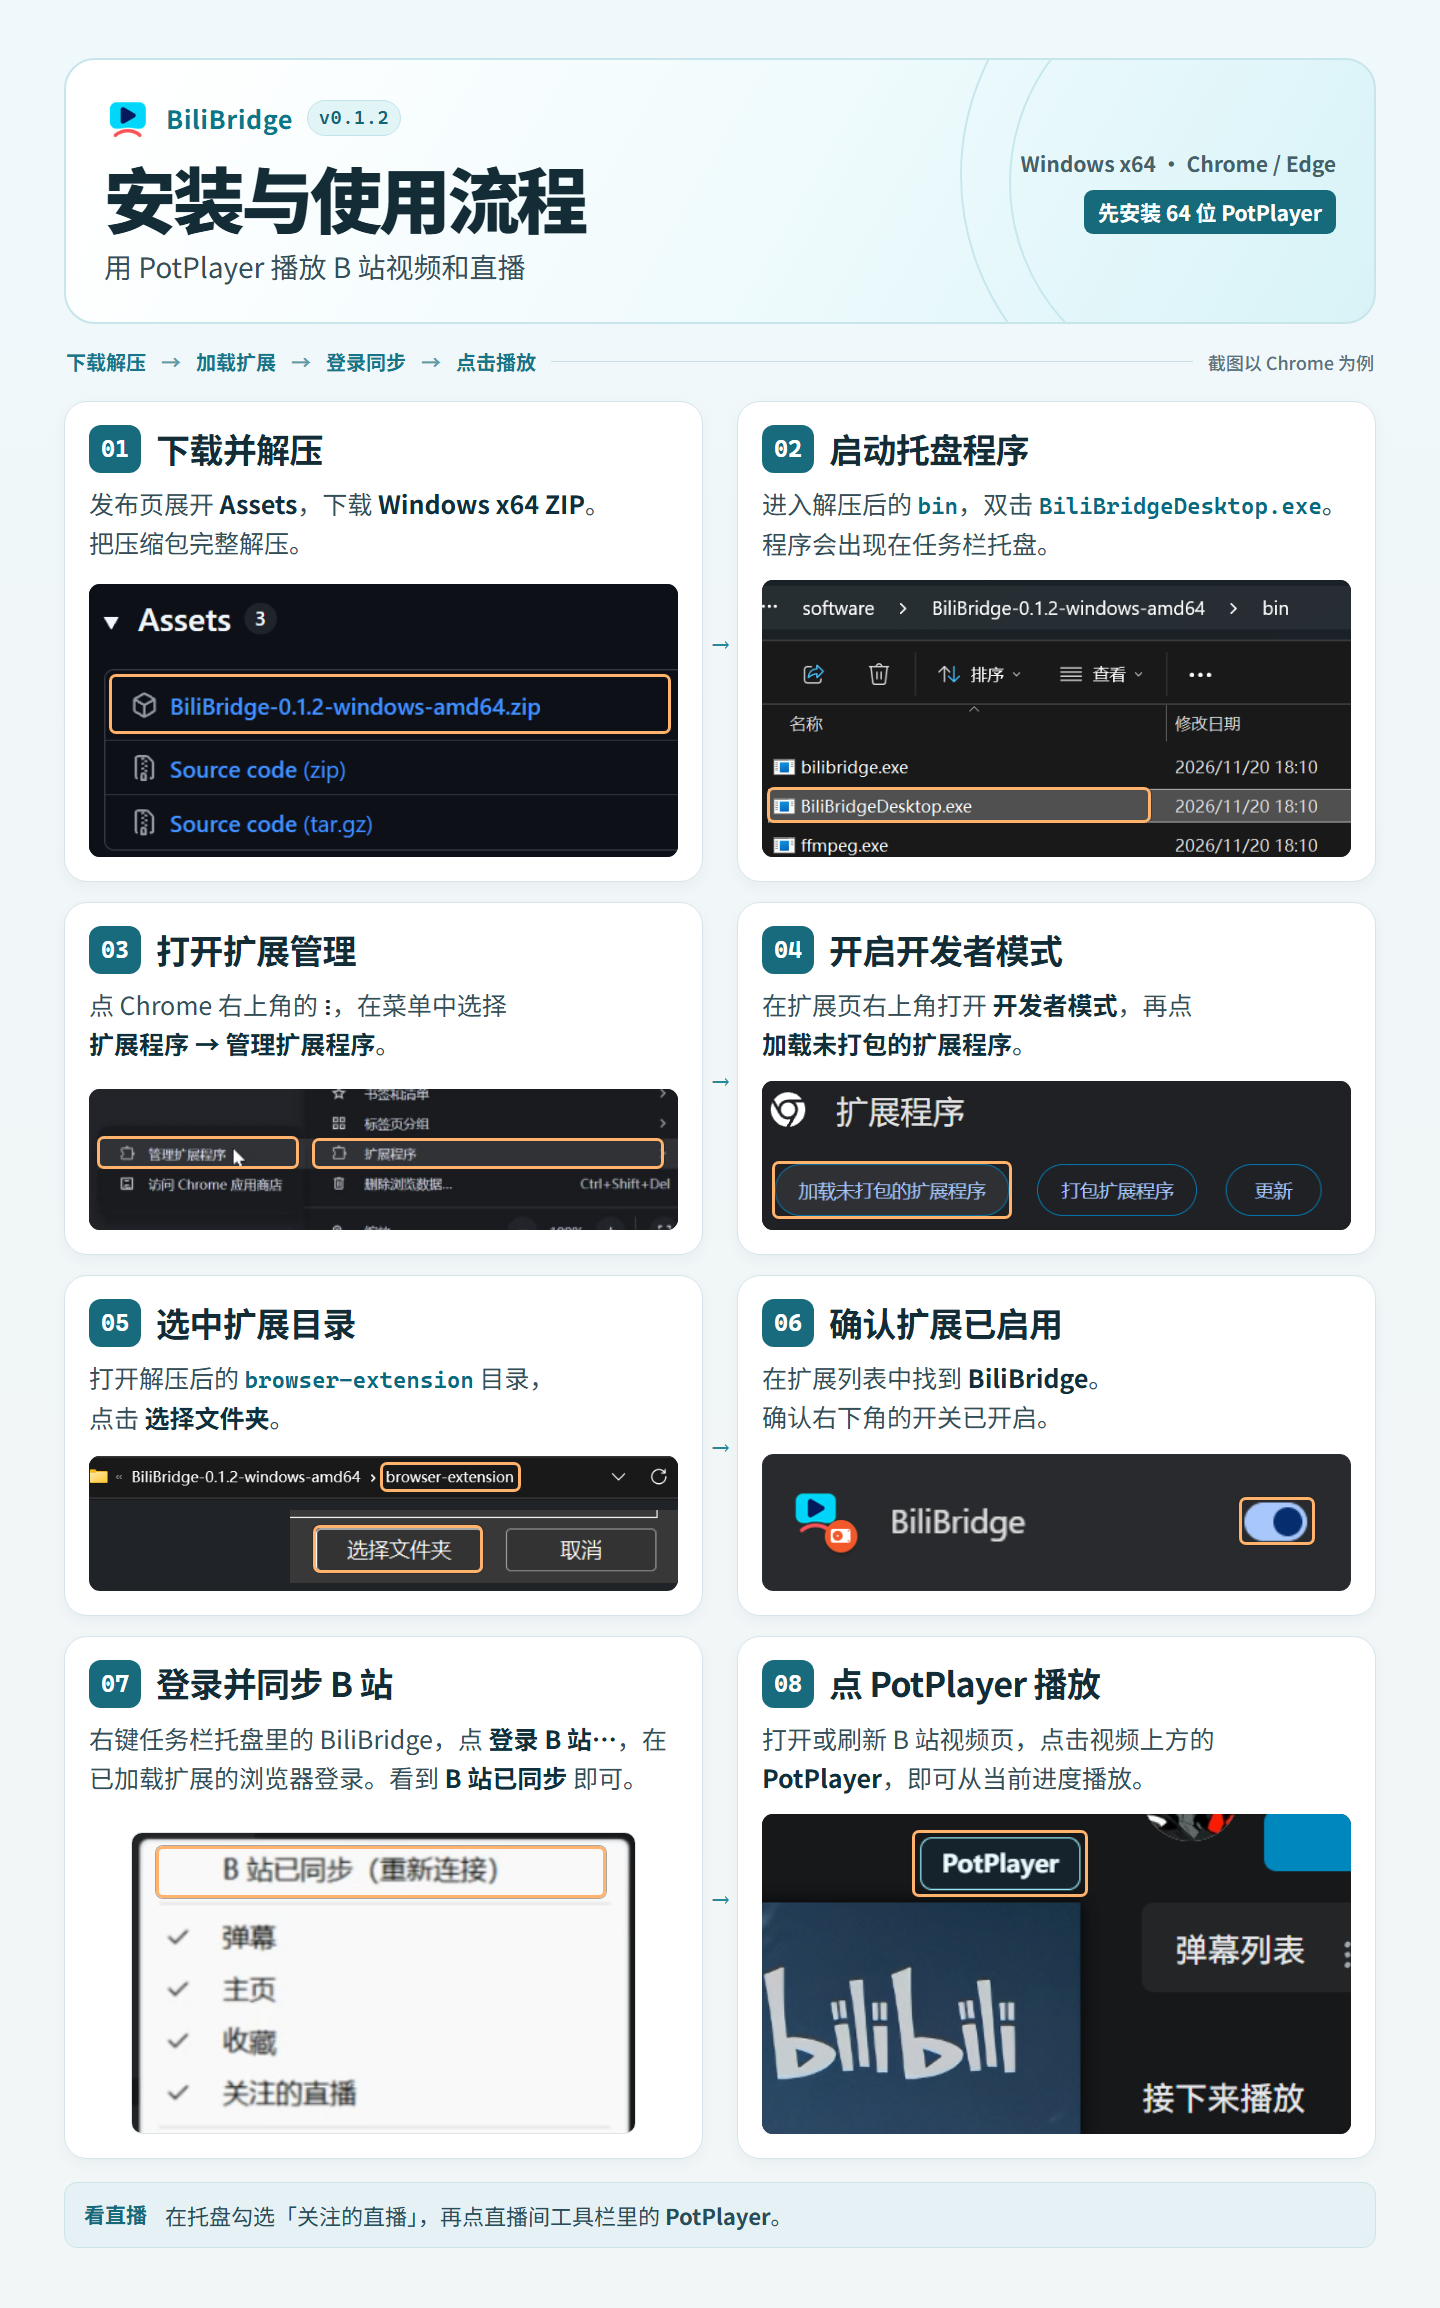 BiliBridge v0.1.2
安装与使用流程
用 PotPlayer 播放 B 站视频和直播
Windows x64 • Chrome / Edge
先安装 64 位 PotPlayer
下载解压 → 加载扩展 → 登录同步 → 点击播放
截图以 Chrome 为例
01 下载并解压
发布页展开 Assets，下载 Windows x64 ZIP。
把压缩包完整解压。
Assets 3
BiliBridge-0.1.2-windows-amd64.zip
Source code (zip)
Source code (tar.gz)
→
02 启动托盘程序
进入解压后的 bin，双击 BiliBridgeDesktop.exe。
程序会出现在任务栏托盘。
··· software > BiliBridge-0.1.2-windows-amd64 > bin
排序 查看 ···
名称 修改日期
bilibridge.exe 2026/11/20 18:10
BiliBridgeDesktop.exe 2026/11/20 18:10
ffmpeg.exe 2026/11/20 18:10
03 打开扩展管理
点 Chrome 右上角的 ⋮，在菜单中选择
扩展程序 → 管理扩展程序。
书签和清单
标签页分组
管理扩展程序 扩展程序
访问 Chrome 应用商店 删除浏览数据... Ctrl+Shift+Del
→
04 开启开发者模式
在扩展页右上角打开 开发者模式，再点
加载未打包的扩展程序。
扩展程序
加载未打包的扩展程序 打包扩展程序 更新
05 选中扩展目录
打开解压后的 browser-extension 目录，
点击 选择文件夹。
« BiliBridge-0.1.2-windows-amd64 › browser-extension
选择文件夹 取消
→
06 确认扩展已启用
在扩展列表中找到 BiliBridge。
确认右下角的开关已开启。
BiliBridge
07 登录并同步 B 站
右键任务栏托盘里的 BiliBridge，点 登录 B 站…，在
已加载扩展的浏览器登录。看到 B 站已同步 即可。
B 站已同步（重新连接）
弹幕
主页
收藏
关注的直播
→
08 点 PotPlayer 播放
打开或刷新 B 站视频页，点击视频上方的
PotPlayer，即可从当前进度播放。
PotPlayer
弹幕列表
bilibili
接下来播放
看直播 在托盘勾选「关注的直播」，再点直播间工具栏里的 PotPlayer。